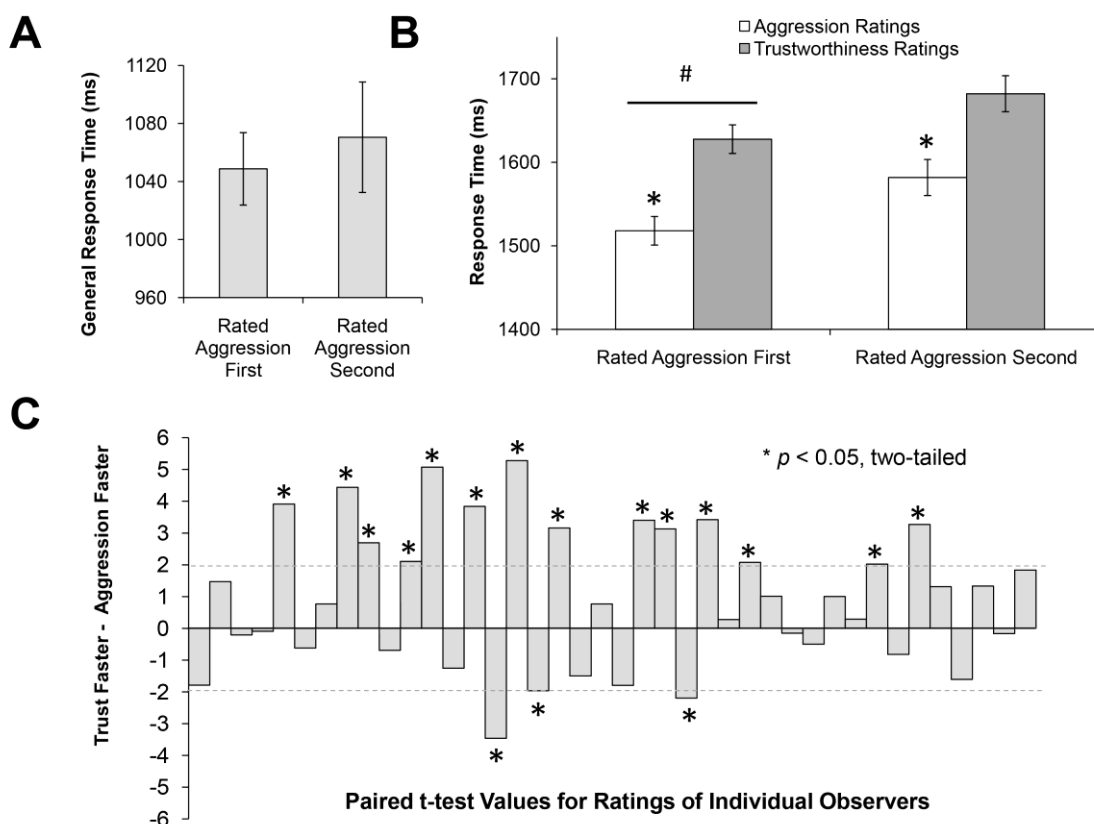 A
General Response Time (ms)
1120
1080
1040
1000
960
Rated
Aggression
First
Rated
Aggression
Second
B
Aggression Ratings
Trustworthiness Ratings
Response Time (ms)
1700
1600
1500
1400
#
*
*
Rated Aggression First
Rated Aggression Second
C
Trust Faster - Aggression Faster
6
5
4
3
2
1
0
-1
-2
-3
-4
-5
-6
* p < 0.05, two-tailed
* * * * * * * * * * * * * *
* * *
Paired t-test Values for Ratings of Individual Observers